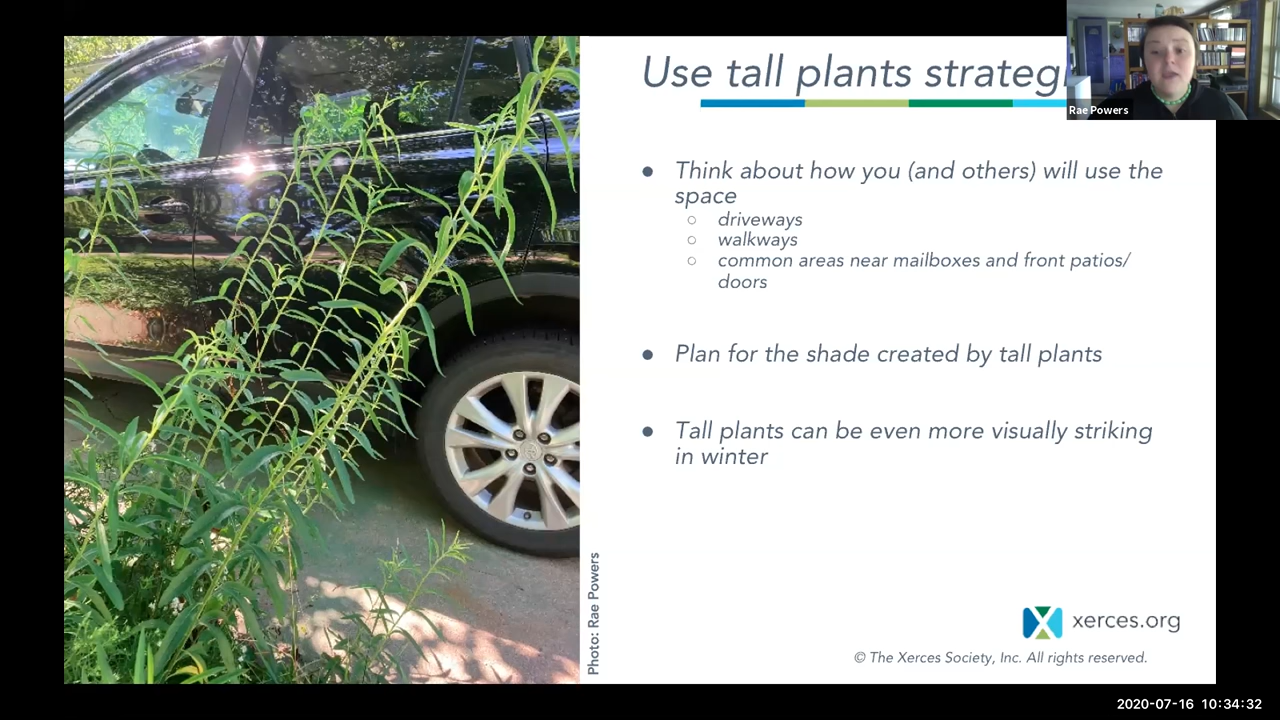 Use tall plants strateg
Rae Powers
● Think about how you (and others) will use the
space
○ driveways
○ walkways
○ common areas near mailboxes and front patios/
doors
● Plan for the shade created by tall plants
● Tall plants can be even more visually striking
in winter
Photo: Rae Powers
xerces.org
© The Xerces Society, Inc. All rights reserved.
2020-07-16 10:34:32